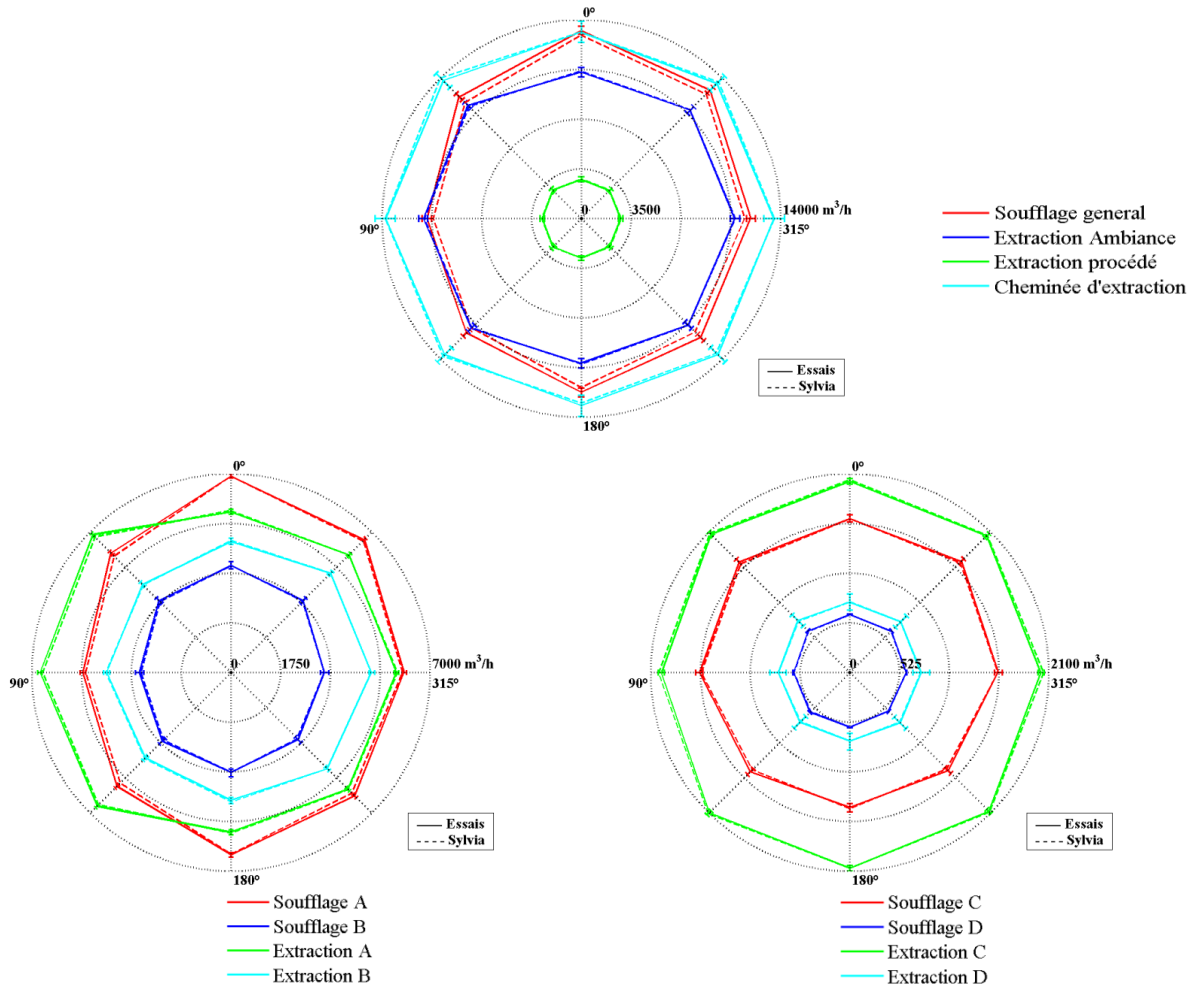 0°
0
3500
14000 m³/h
90°
315°
180°
Soufflage general
Extraction Ambiance
Extraction procédé
Cheminée d'extraction
Essais
Sylvia
0°
0
1750
7000 m³/h
90°
315°
180°
Essais
Sylvia
Soufflage A
Soufflage B
Extraction A
Extraction B
0°
0
525
2100 m³/h
90°
315°
180°
Essais
Sylvia
Soufflage C
Soufflage D
Extraction C
Extraction D